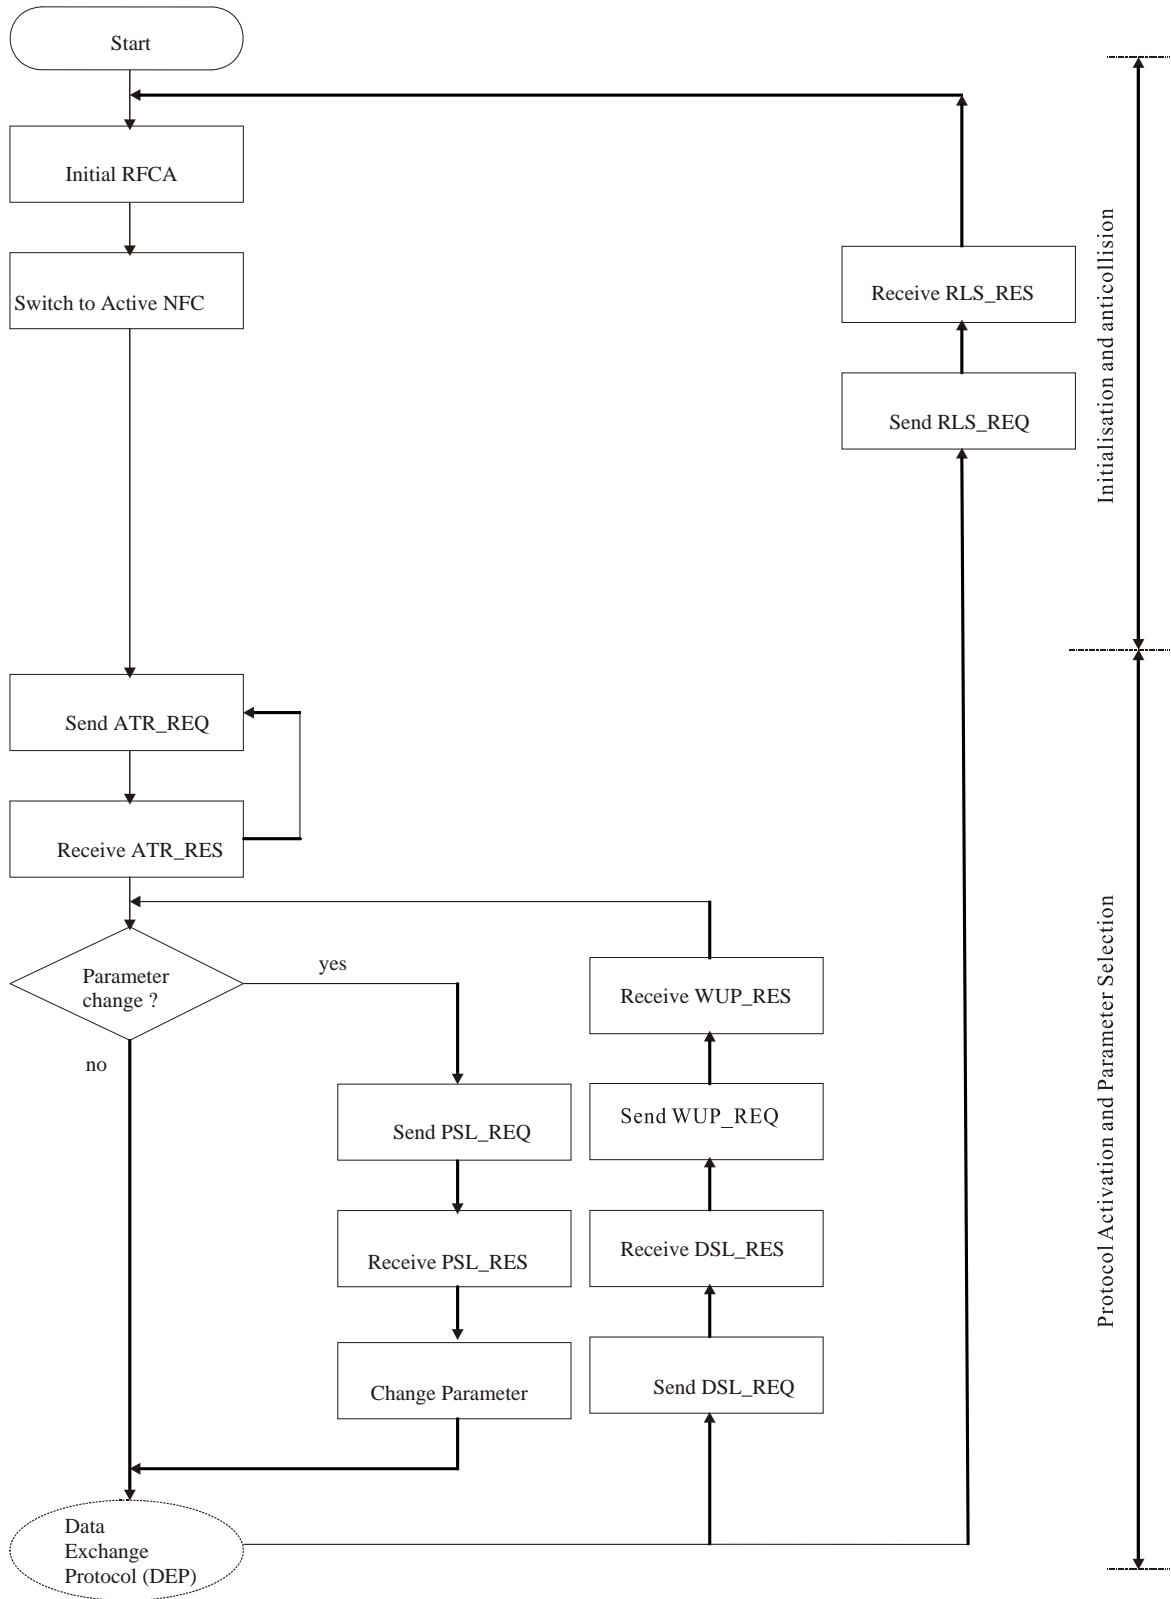 Start
Initial RFCA
Switch to Active NFC
Receive RLS_RES
Send RLS_REQ
Initialisation and anticollision
Send ATR_REQ
Receive ATR_RES
Parameter
change ?
yes
no
Receive WUP_RES
Send PSL_REQ
Send WUP_REQ
Receive PSL_RES
Receive DSL_RES
Change Parameter
Send DSL_REQ
Protocol Activation and Parameter Selection
Data
Exchange
Protocol (DEP)